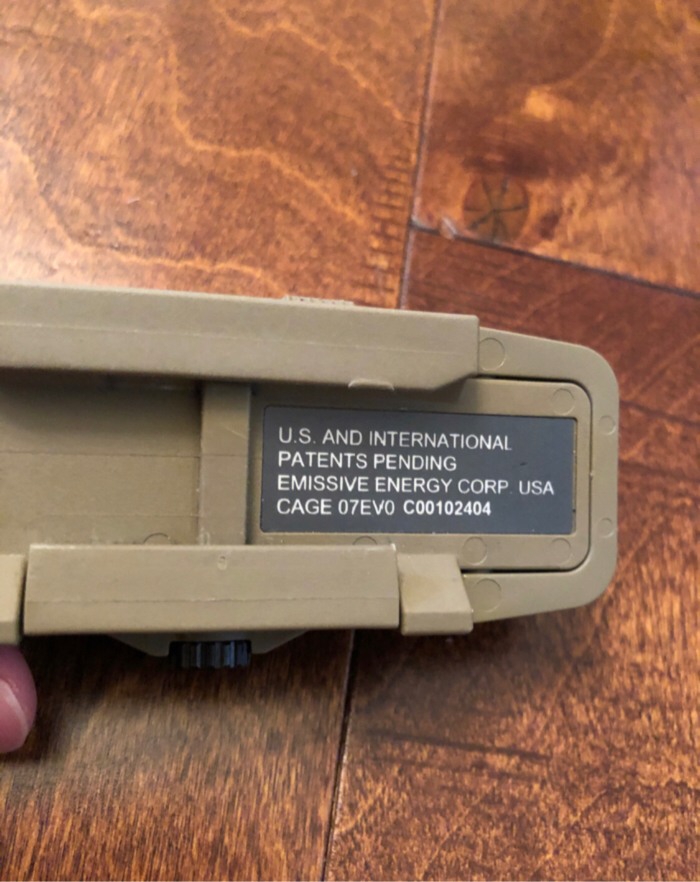 U.S. AND INTERNATIONAL
PATENTS PENDING
EMISSIVE ENERGY CORP. USA
CAGE 07EV0 C00102404